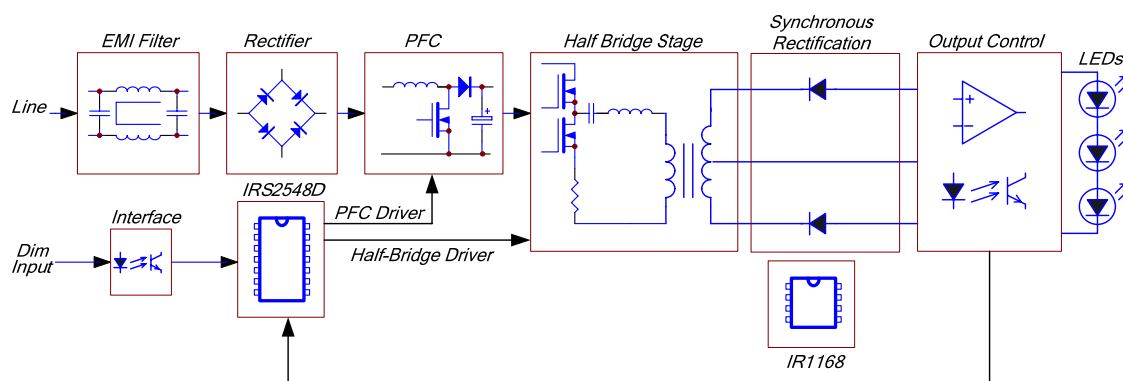 EMI Filter
Rectifier
PFC
Half Bridge Stage
Synchronous
Rectification
Output Control
LEDs
Line
IRS2548D
PFC Driver
Interface
Half-Bridge Driver
Dim
Input
IR1168